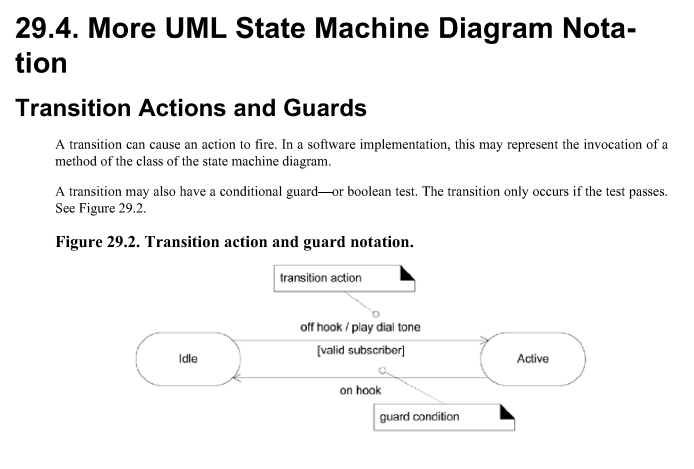 29.4. More UML State Machine Diagram Nota-
tion
Transition Actions and Guards
A transition can cause an action to fire. In a software implementation, this may represent the invocation of a
method of the class of the state machine diagram.
A transition may also have a conditional guard—or boolean test. The transition only occurs if the test passes.
See Figure 29.2.
Figure 29.2. Transition action and guard notation.
transition action
off hook / play dial tone
[valid subscriber]
Idle
Active
on hook
guard condition